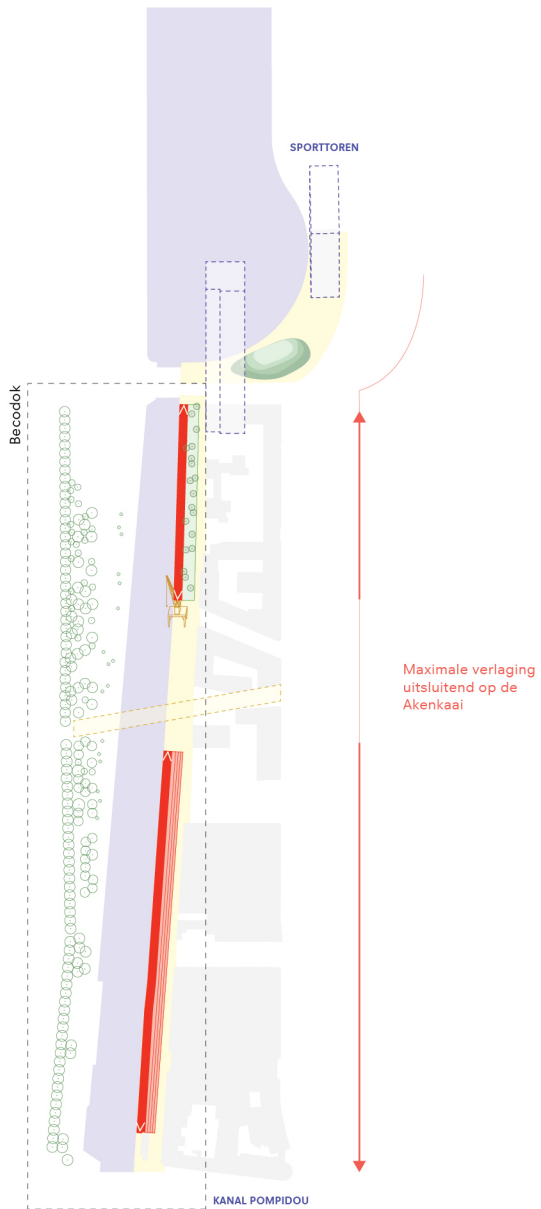 SPORTTOREN
Becodok
Maximale verlaging
uitsluitend op de
Akenkaai
KANAL POMPIDOU